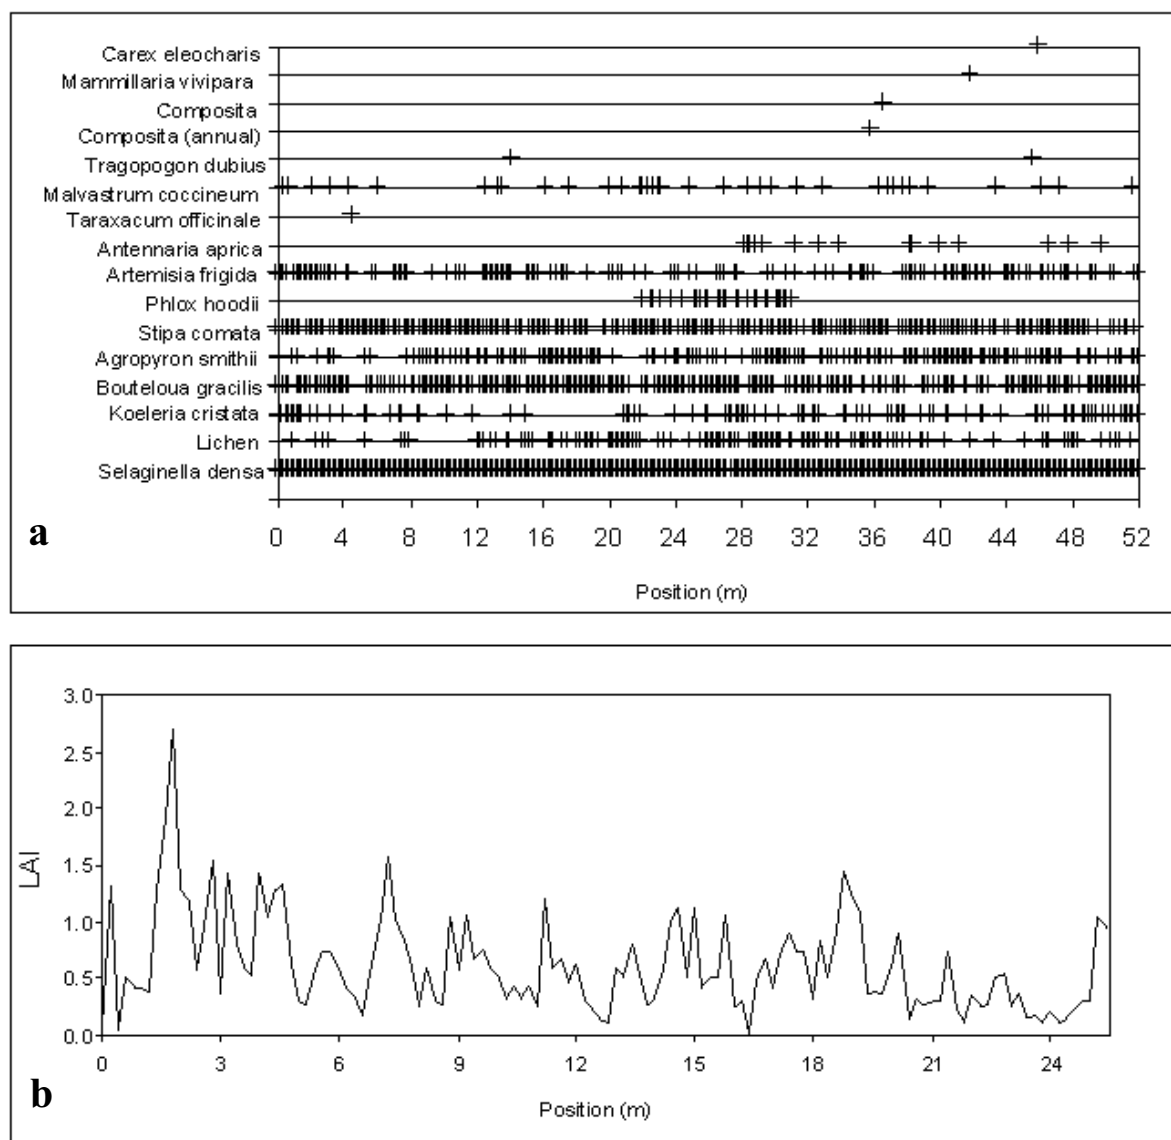 Carex eleocharis
Mammillaria vivipara
Composita
Composita (annual)
Tragopogon dubius
Malvastrum coccineum
Taraxacum officinale
Antennaria aprica
Artemisia frigida
Phlox hoodii
Stipa comata
Agropyron smithii
Bouteloua gracilis
Koeleria cristata
Lichen
Selaginella densa
a
0 4 8 12 16 20 24 28 32 36 40 44 48 52
Position (m)
3.0
2.5
2.0
LAI
1.5
1.0
0.5
0.0
0 3 6 9 12 15 18 21 24
b
Position (m)